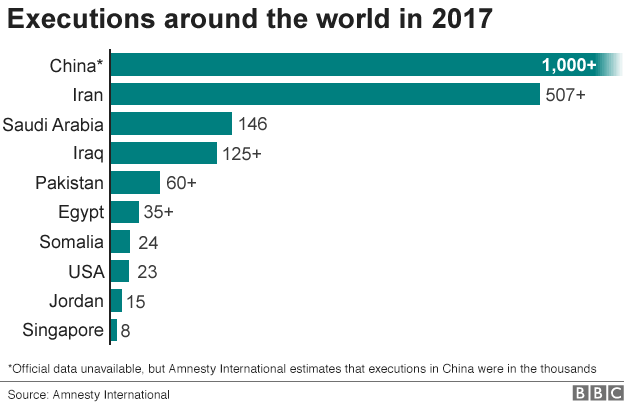 Executions around the world in 2017
China* 1,000+
Iran 507+
Saudi Arabia 146
Iraq 125+
Pakistan 60+
Egypt 35+
Somalia 24
USA 23
Jordan 15
Singapore 8
*Official data unavailable, but Amnesty International estimates that executions in China were in the thousands
Source: Amnesty International BBC